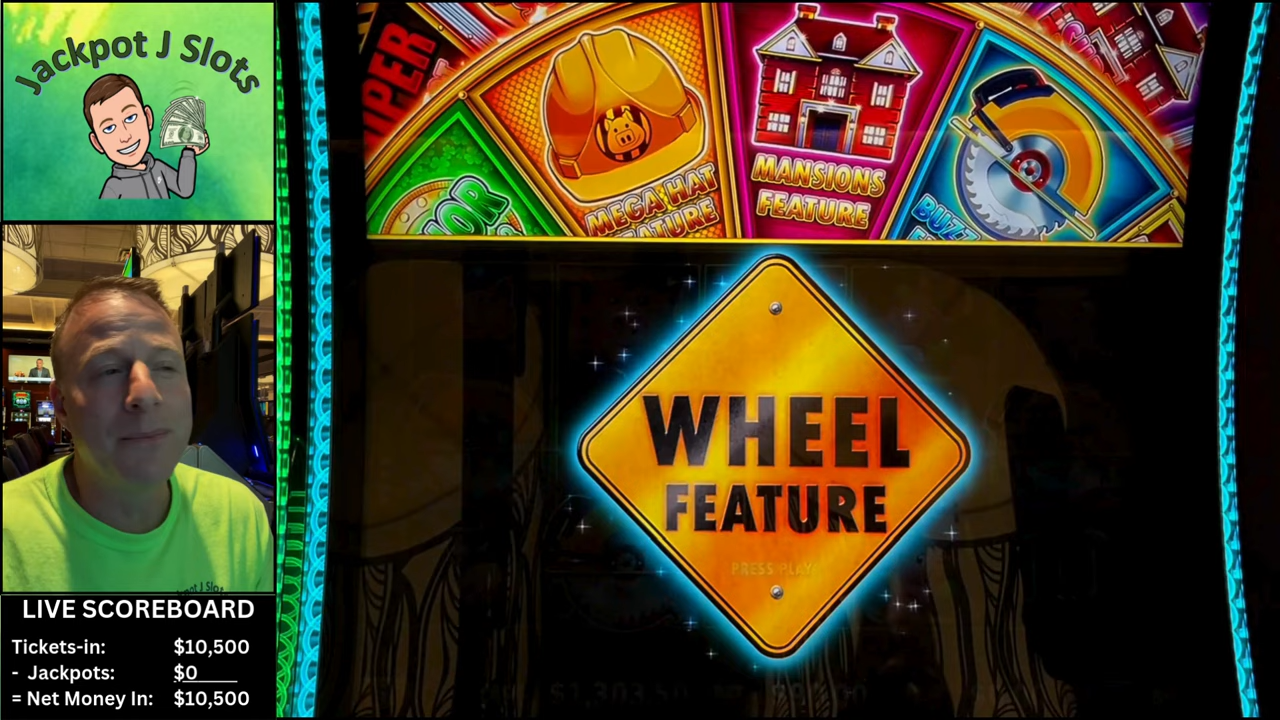 Jackpot J Slots
LIVE SCOREBOARD
Tickets-in: $10,500
- Jackpots: $0
= Net Money In: $10,500
MEGA HAT
FEATURE
MANSIONS
FEATURE
BUZZ
WHEEL
FEATURE
PRESS PLAY